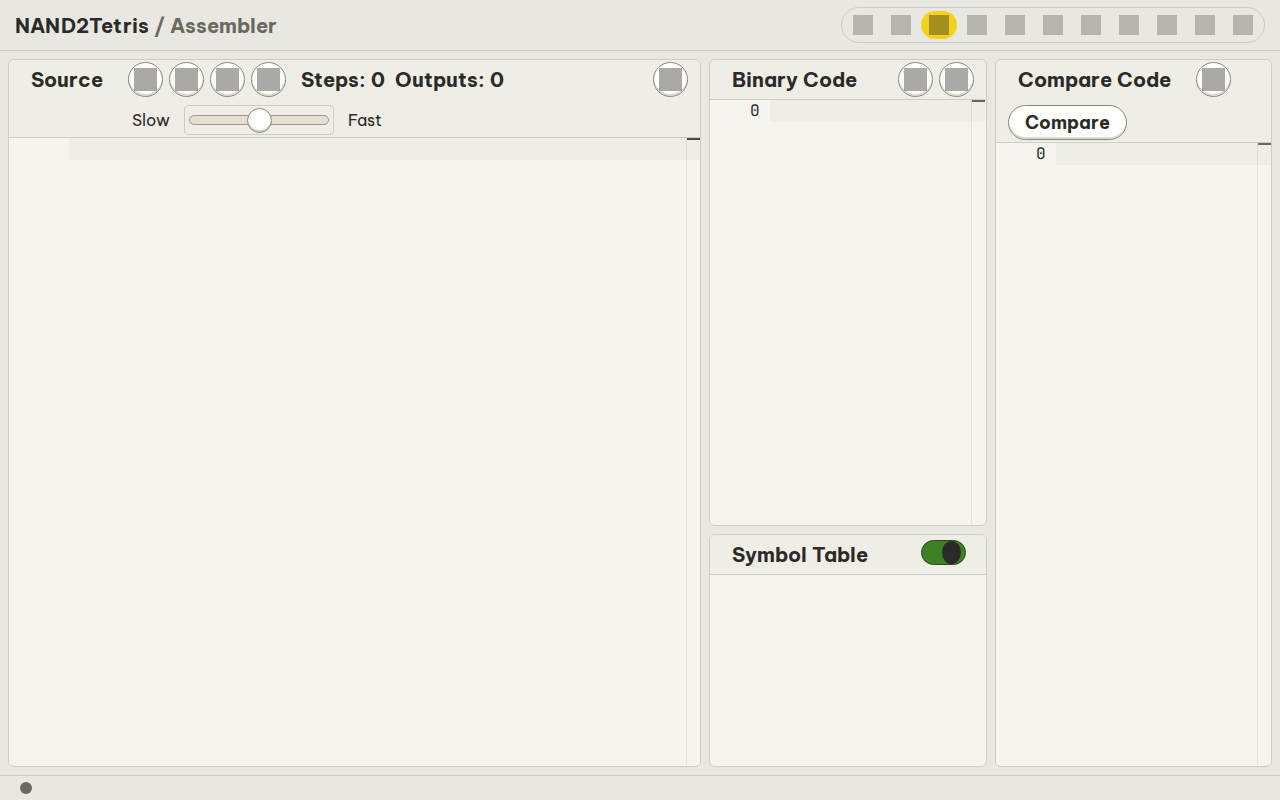 NAND2Tetris / Assembler
Source
Steps: 0 Outputs: 0
Slow
Fast
Binary Code
0
Symbol Table
Compare Code
Compare
0